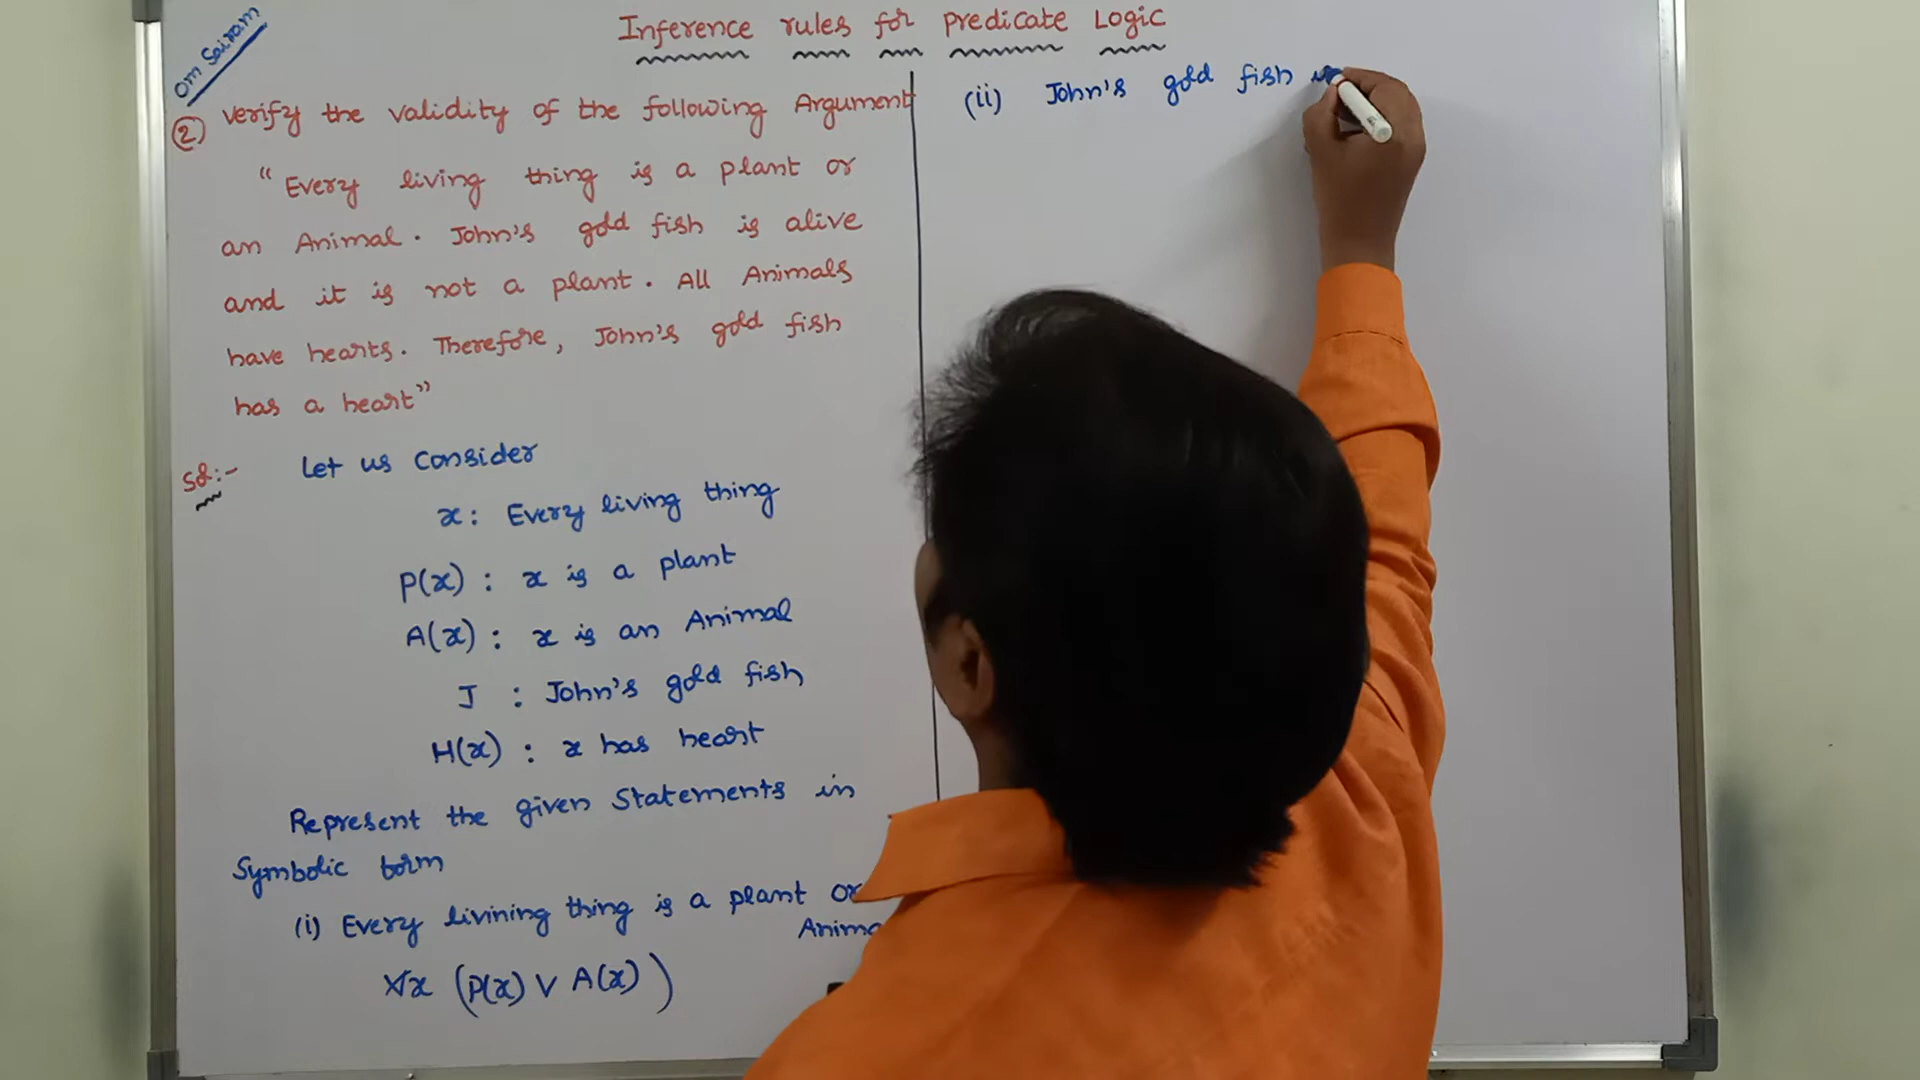 Inference rules for predicate Logic
Om Sairam
② Verify the validity of the following Argument
“Every living thing is a plant or
an Animal. John's gold fish is alive
and it is not a plant. All Animals
have hearts. Therefore, John's gold fish
has a heart”
Sol:- Let us Consider
x : Every living thing
P(x) : x is a plant
A(x) : x is an Animal
J : John's gold fish
H(x) : x has heart
Represent the given Statements in
Symbolic form
(i) Every livining thing is a plant or
∀x (P(x) ∨ A(x))
(ii) John's gold fish